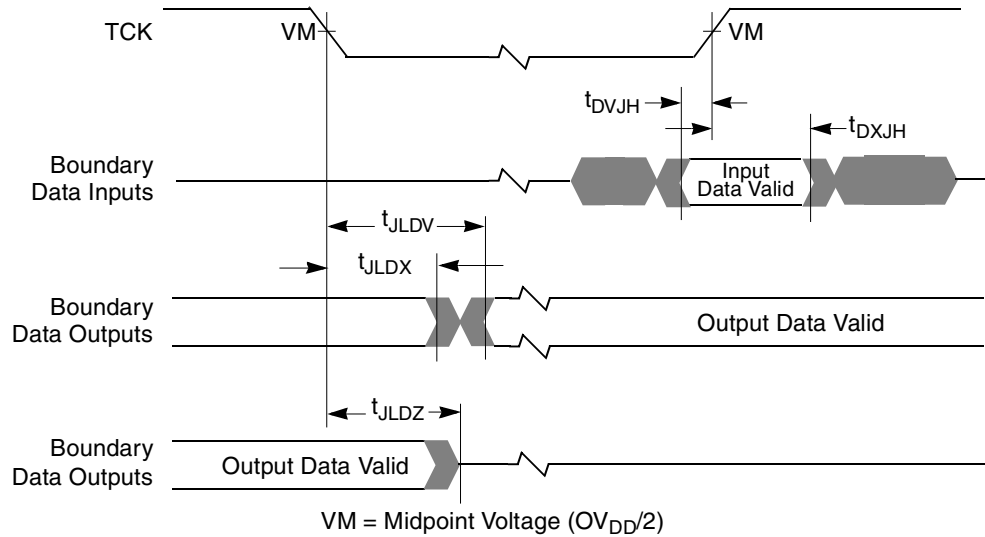 TCK
VM
VM
tDVJH
tDXJH
Boundary
Data Inputs
Input
Data Valid
tJLDV
tJLDX
Boundary
Data Outputs
Output Data Valid
tJLDZ
Boundary
Data Outputs
Output Data Valid
VM = Midpoint Voltage (OVDD/2)